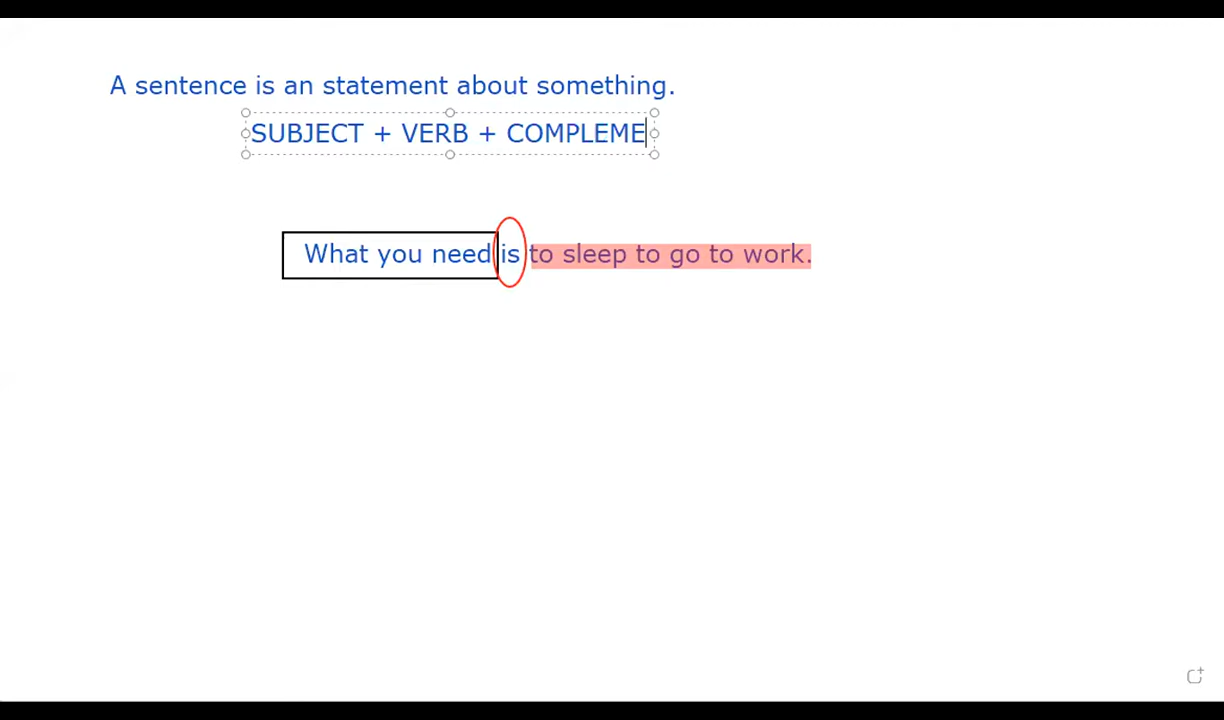 A sentence is an statement about something.
SUBJECT + VERB + COMPLEME
What you need is to sleep to go to work.